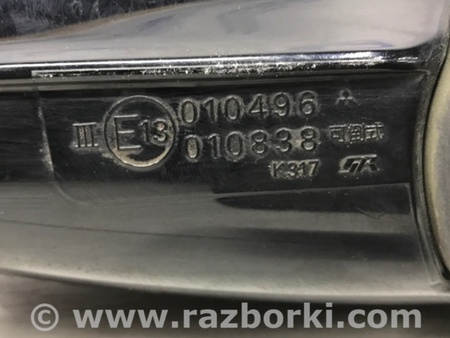 III E13 010496
010838 可倒式
K317
© www.razborki.com